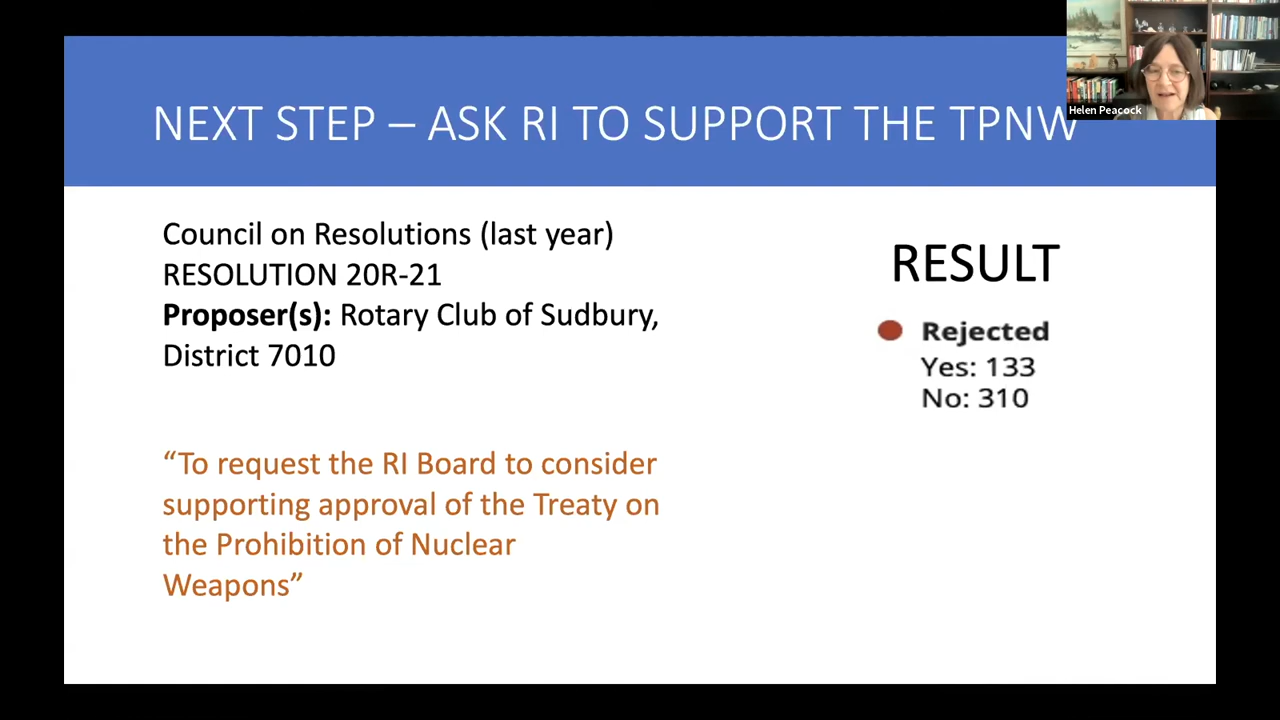 NEXT STEP – ASK RI TO SUPPORT THE TPNW
Helen Peacock
Council on Resolutions (last year)
RESOLUTION 20R-21
Proposer(s): Rotary Club of Sudbury,
District 7010
“To request the RI Board to consider
supporting approval of the Treaty on
the Prohibition of Nuclear
Weapons”
RESULT
Rejected
Yes: 133
No: 310